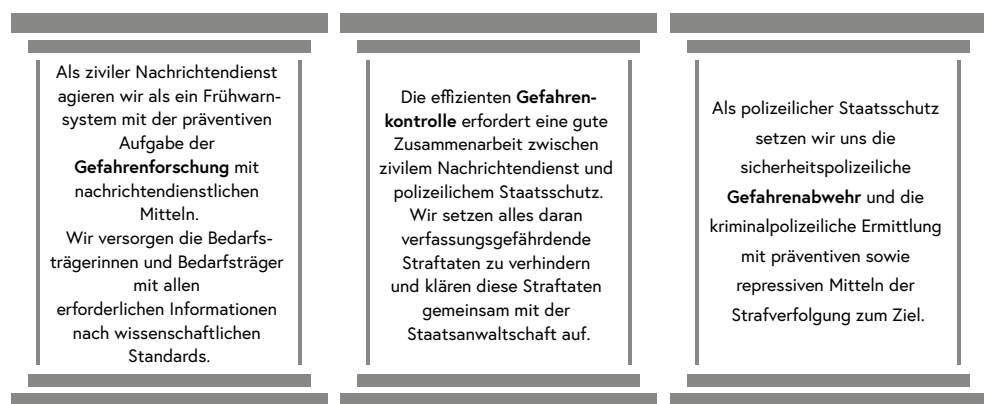 Als ziviler Nachrichtendienst
agieren wir als ein Frühwarn-
system mit der präventiven
Aufgabe der
Gefahrenforschung mit
nachrichtendienstlichen
Mitteln.
Wir versorgen die Bedarfs-
trägerinnen und Bedarfsträger
mit allen
erforderlichen Informationen
nach wissenschaftlichen
Standards.
Die effizienten Gefahren-
kontrolle erfordert eine gute
Zusammenarbeit zwischen
zivilem Nachrichtendienst und
polizeilichem Staatsschutz.
Wir setzen alles daran
verfassungsgefährdende
Straftaten zu verhindern
und klären diese Straftaten
gemeinsam mit der
Staatsanwaltschaft auf.
Als polizeilicher Staatsschutz
setzen wir uns die
sicherheitspolizeiliche
Gefahrenabwehr und die
kriminalpolizeiliche Ermittlung
mit präventiven sowie
repressiven Mitteln der
Strafverfolgung zum Ziel.